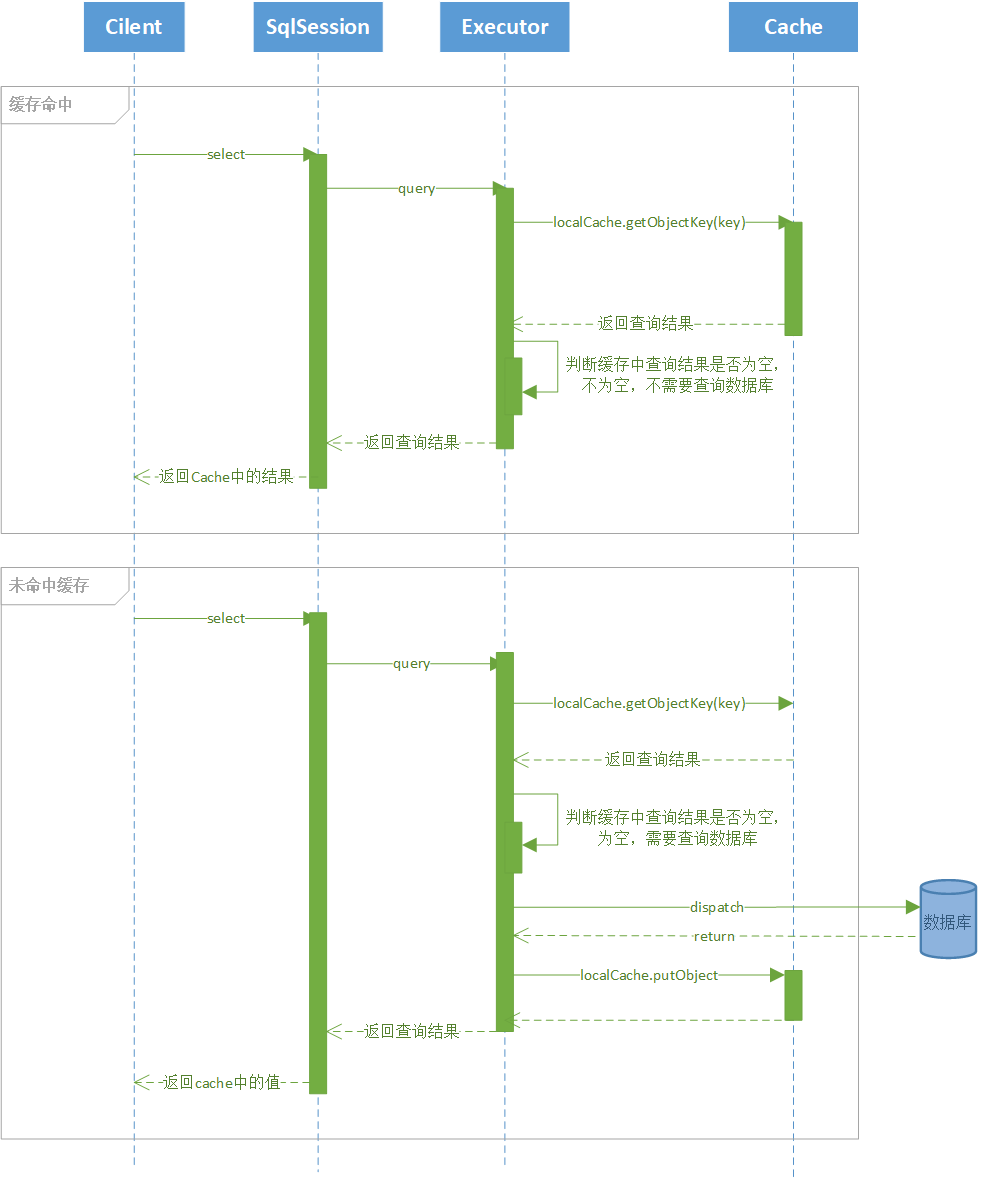 Cilent
SqlSession
Executor
Cache
缓存命中
select
query
localCache.getObjectKey(key)
返回查询结果
判断缓存中查询结果是否为空，
不为空，不需要查询数据库
返回查询结果
返回Cache中的结果
未命中缓存
select
query
localCache.getObjectKey(key)
返回查询结果
判断缓存中查询结果是否为空，
为空，需要查询数据库
dispatch
数据库
return
localCache.putObject
返回查询结果
返回cache中的值